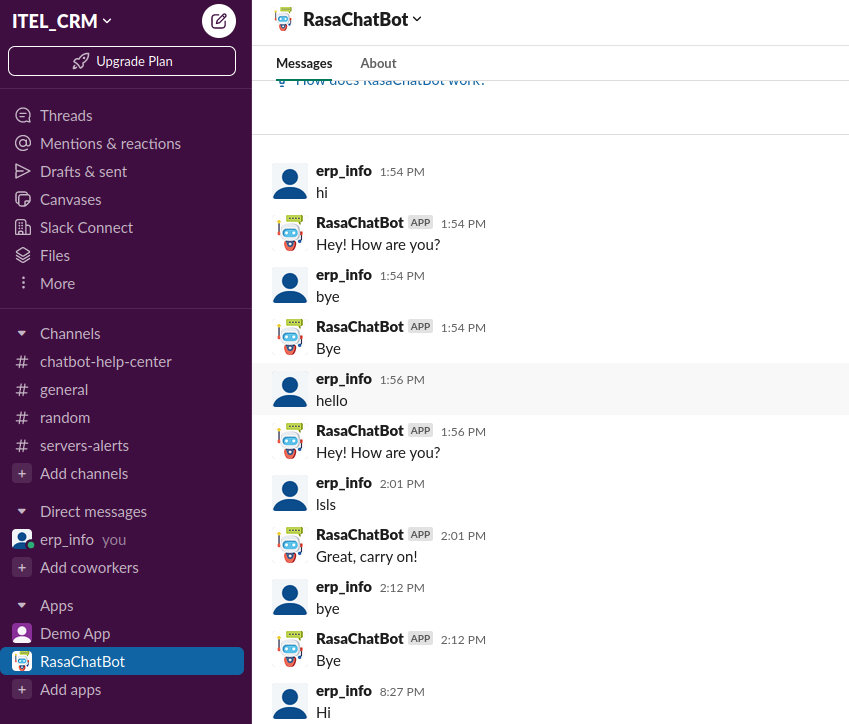 ITEL_CRM
Upgrade Plan
Threads
Mentions & reactions
Drafts & sent
Canvases
Slack Connect
Files
More
Channels
# chatbot-help-center
# general
# random
# servers-alerts
+ Add channels
Direct messages
erp_info you
+ Add coworkers
Apps
Demo App
RasaChatBot
+ Add apps
RasaChatBot
Messages About
How does RasaChatBot work?
erp_info 1:54 PM
hi
RasaChatBot APP 1:54 PM
Hey! How are you?
erp_info 1:54 PM
bye
RasaChatBot APP 1:54 PM
Bye
erp_info 1:56 PM
hello
RasaChatBot APP 1:56 PM
Hey! How are you?
erp_info 2:01 PM
lsls
RasaChatBot APP 2:01 PM
Great, carry on!
erp_info 2:12 PM
bye
RasaChatBot APP 2:12 PM
Bye
erp_info 8:27 PM
Hi